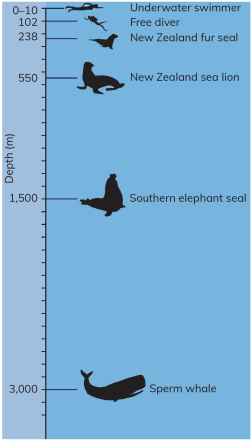 0–10 Underwater swimmer
102 Free diver
238 New Zealand fur seal
550 New Zealand sea lion
Depth (m)
1,500 Southern elephant seal
3,000 Sperm whale